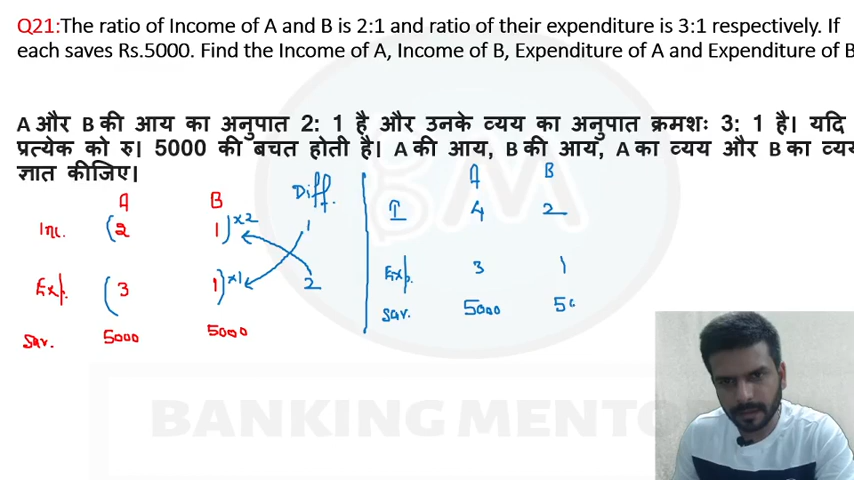 Q21:The ratio of Income of A and B is 2:1 and ratio of their expenditure is 3:1 respectively. If
each saves Rs.5000. Find the Income of A, Income of B, Expenditure of A and Expenditure of B
A और B की आय का अनुपात 2: 1 है और उनके व्यय का अनुपात क्रमशः 3: 1 है। यदि
प्रत्येक को रु। 5000 की बचत होती है। A की आय, B की आय, A का व्यय और B का व्यय
ज्ञात कीजिए।
A B Diff.
Inc. (2 1)×2 1
Exp. (3 1)×1 2
Sav. 5000 5000
A B
I 4 2
Exp. 3 1
Sav. 5000 50
BM
BANKING MENTO